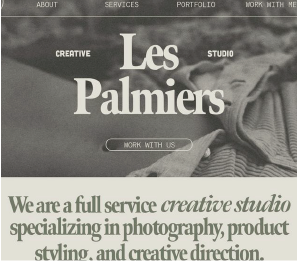 ABOUT SERVICES PORTFOLIO WORK WITH ME
CREATIVE Les STUDIO
Palmiers
WORK WITH US
We are a full service creative studio
specializing in photography, product
styling, and creative direction.